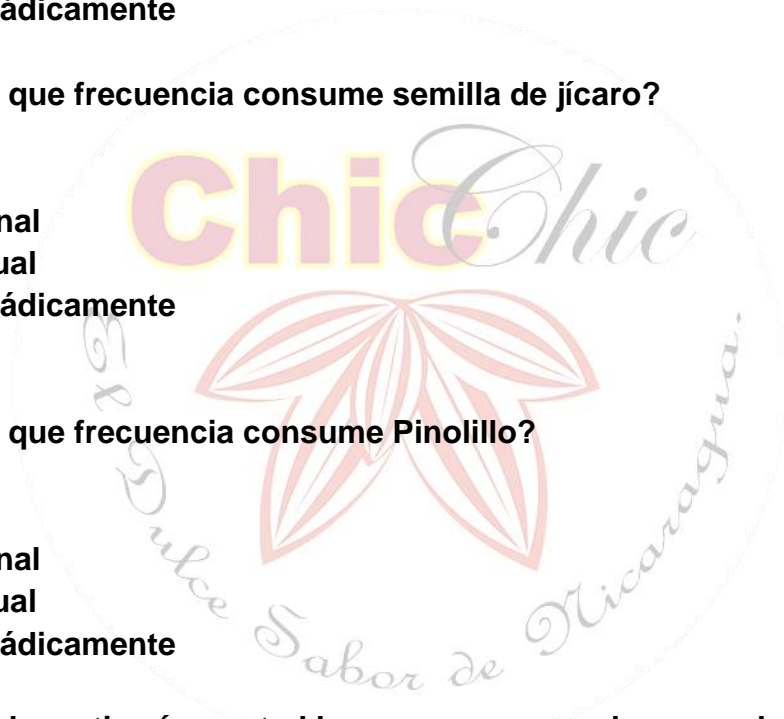 ádicamente
que frecuencia consume semilla de jícaro?
Chic Chic
nal
ual
ádicamente
que frecuencia consume Pinolillo?
nal
ual
ádicamente
El Dulce Sabor de Nicaragua.